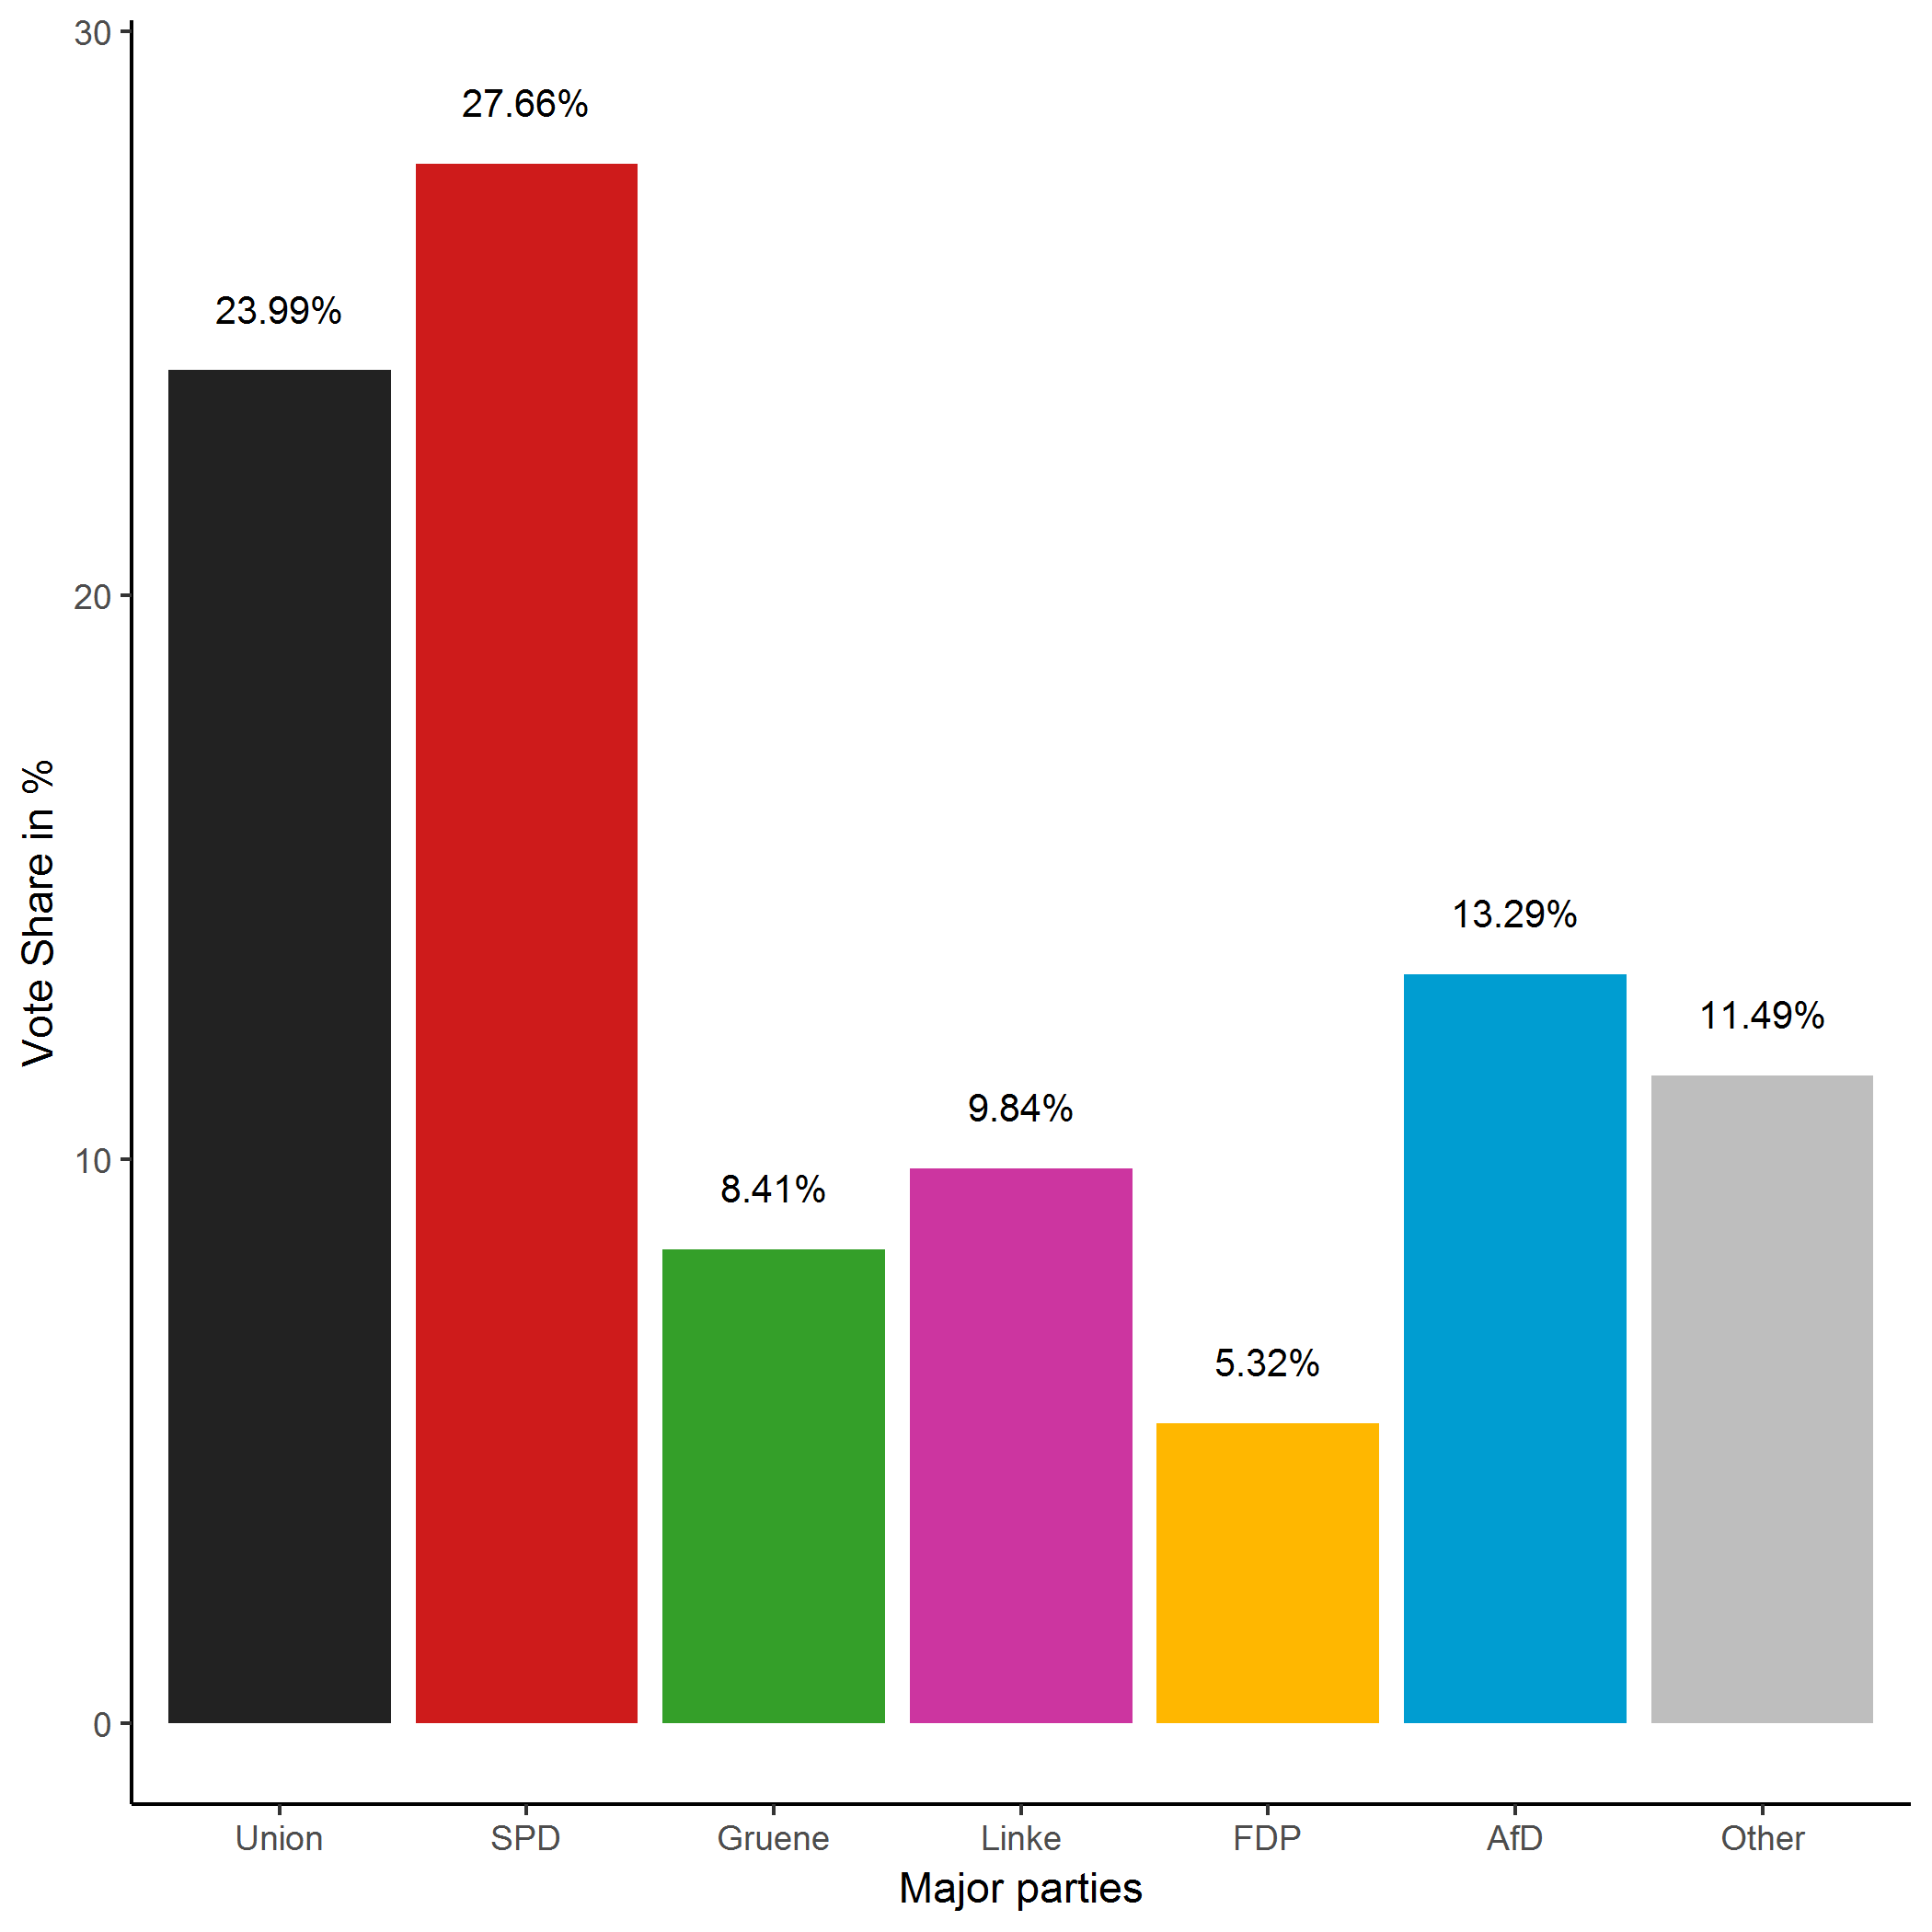 Vote Share in %
30
20
10
0
23.99%
27.66%
8.41%
9.84%
5.32%
13.29%
11.49%
Union
SPD
Gruene
Linke
FDP
AfD
Other
Major parties